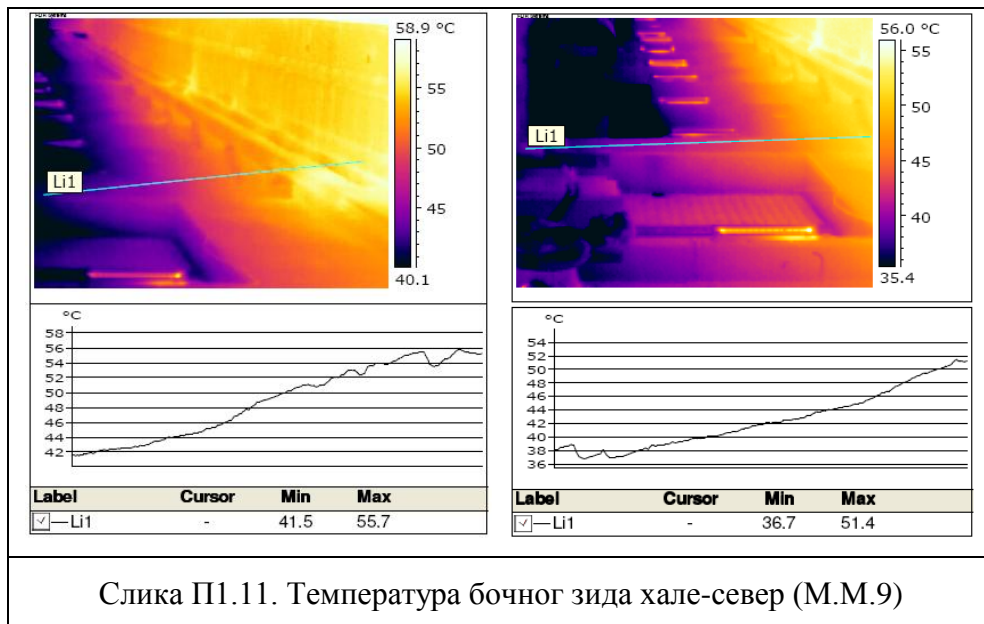 58.9 °C
55
50
45
40.1
Li1
56.0 °C
55
50
45
40
35.4
Li1
°C
58
56
54
52
50
48
46
44
42
Label Cursor Min Max
Li1 - 41.5 55.7
°C
54
52
50
48
46
44
42
40
38
36
Label Cursor Min Max
Li1 - 36.7 51.4
Слика П1.11. Температура бочног зида хале-север (М.М.9)